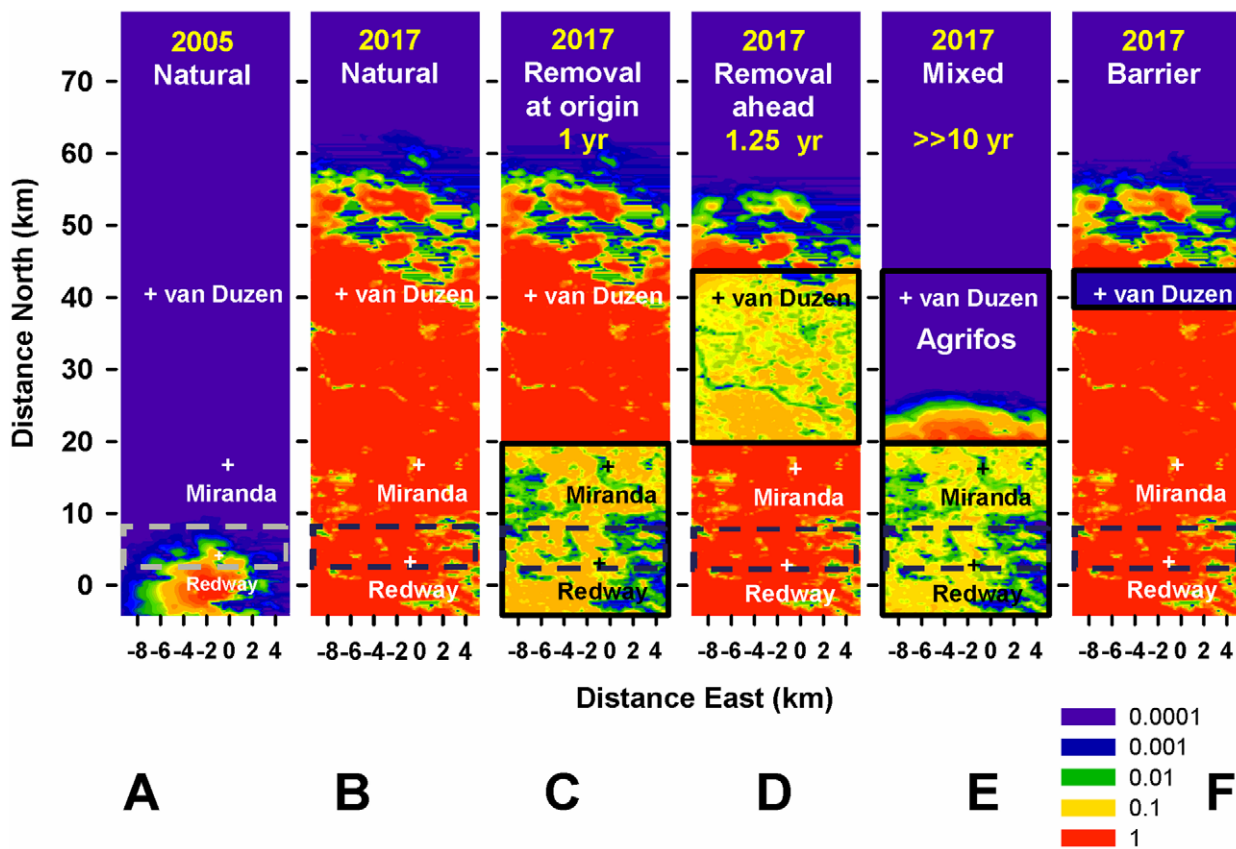 2005
Natural
2017
Natural
2017
Removal
at origin
1 yr
2017
Removal
ahead
1.25 yr
2017
Mixed
>>10 yr
2017
Barrier
Distance North (km)
70
60
50
40
30
20
10
0
+ van Duzen
+
Miranda
+
Redway
+ van Duzen
+
Miranda
+
Redway
+ van Duzen
+
Miranda
+
Redway
+ van Duzen
+
Miranda
+
Redway
+ van Duzen
Agrifos
+
Miranda
+
Redway
+ van Duzen
+
Miranda
+
Redway
-8 -6 -4 -2 0 2 4
-8 -6 -4 -2 0 2 4
-8 -6 -4 -2 0 2 4
-8 -6 -4 -2 0 2 4
-8 -6 -4 -2 0 2 4
-8 -6 -4 -2 0 2 4
Distance East (km)
0.0001
0.001
0.01
0.1
1
A B C D E F